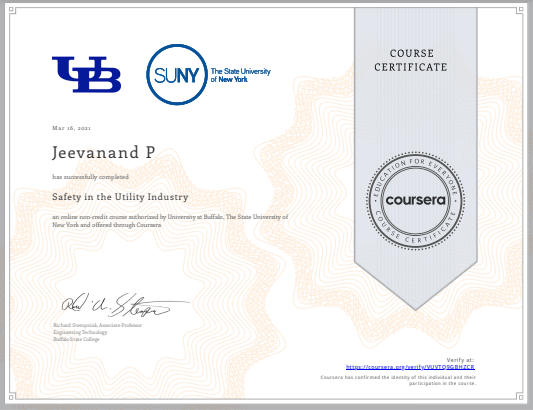 COURSE
CERTIFICATE
UB
SUNY
The State University
of New York
EDUCATION FOR EVERYONE
coursera
COURSE CERTIFICATE
Mar 16, 2021
Jeevanand P
has successfully completed
Safety in the Utility Industry
an online non-credit course authorized by University at Buffalo, The State University of
New York and offered through Coursera
Associate Professor
Engineering Technology
Buffalo State College
Verify at:
https://coursera.org/verify/
Coursera has confirmed the identity of this individual and their
participation in the course.